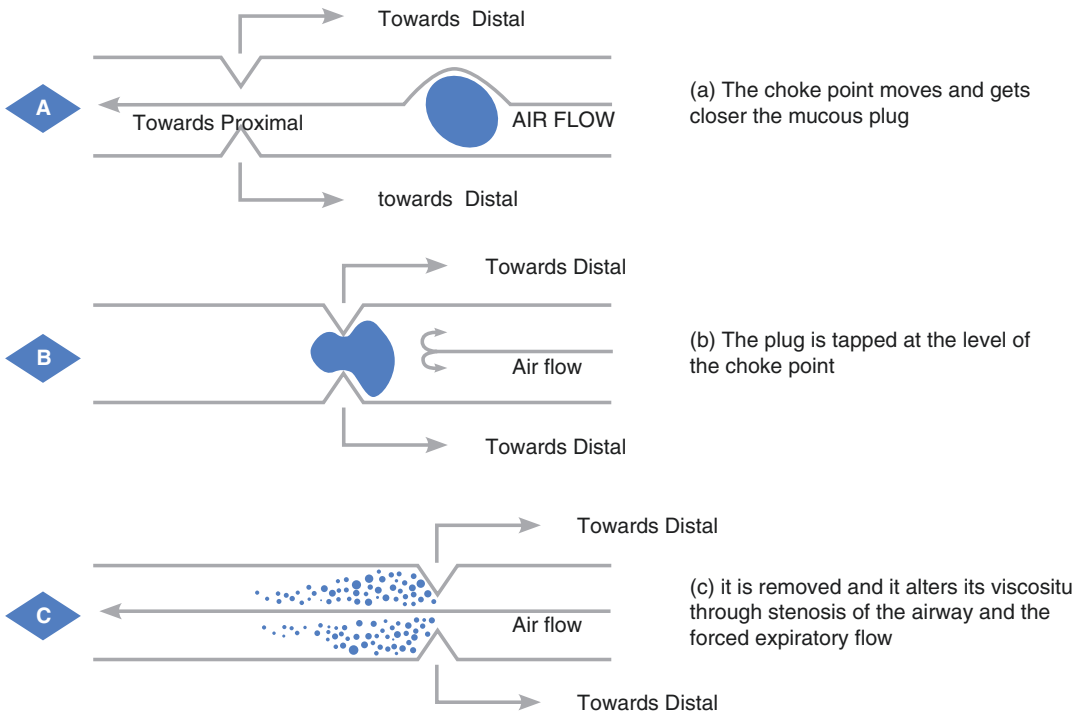 Towards Distal
A
Towards Proximal
AIR FLOW
(a) The choke point moves and gets
closer the mucous plug
towards Distal
Towards Distal
B
Air flow
(b) The plug is tapped at the level of
the choke point
Towards Distal
Towards Distal
C
Air flow
(c) it is removed and it alters its viscositu
through stenosis of the airway and the
forced expiratory flow
Towards Distal